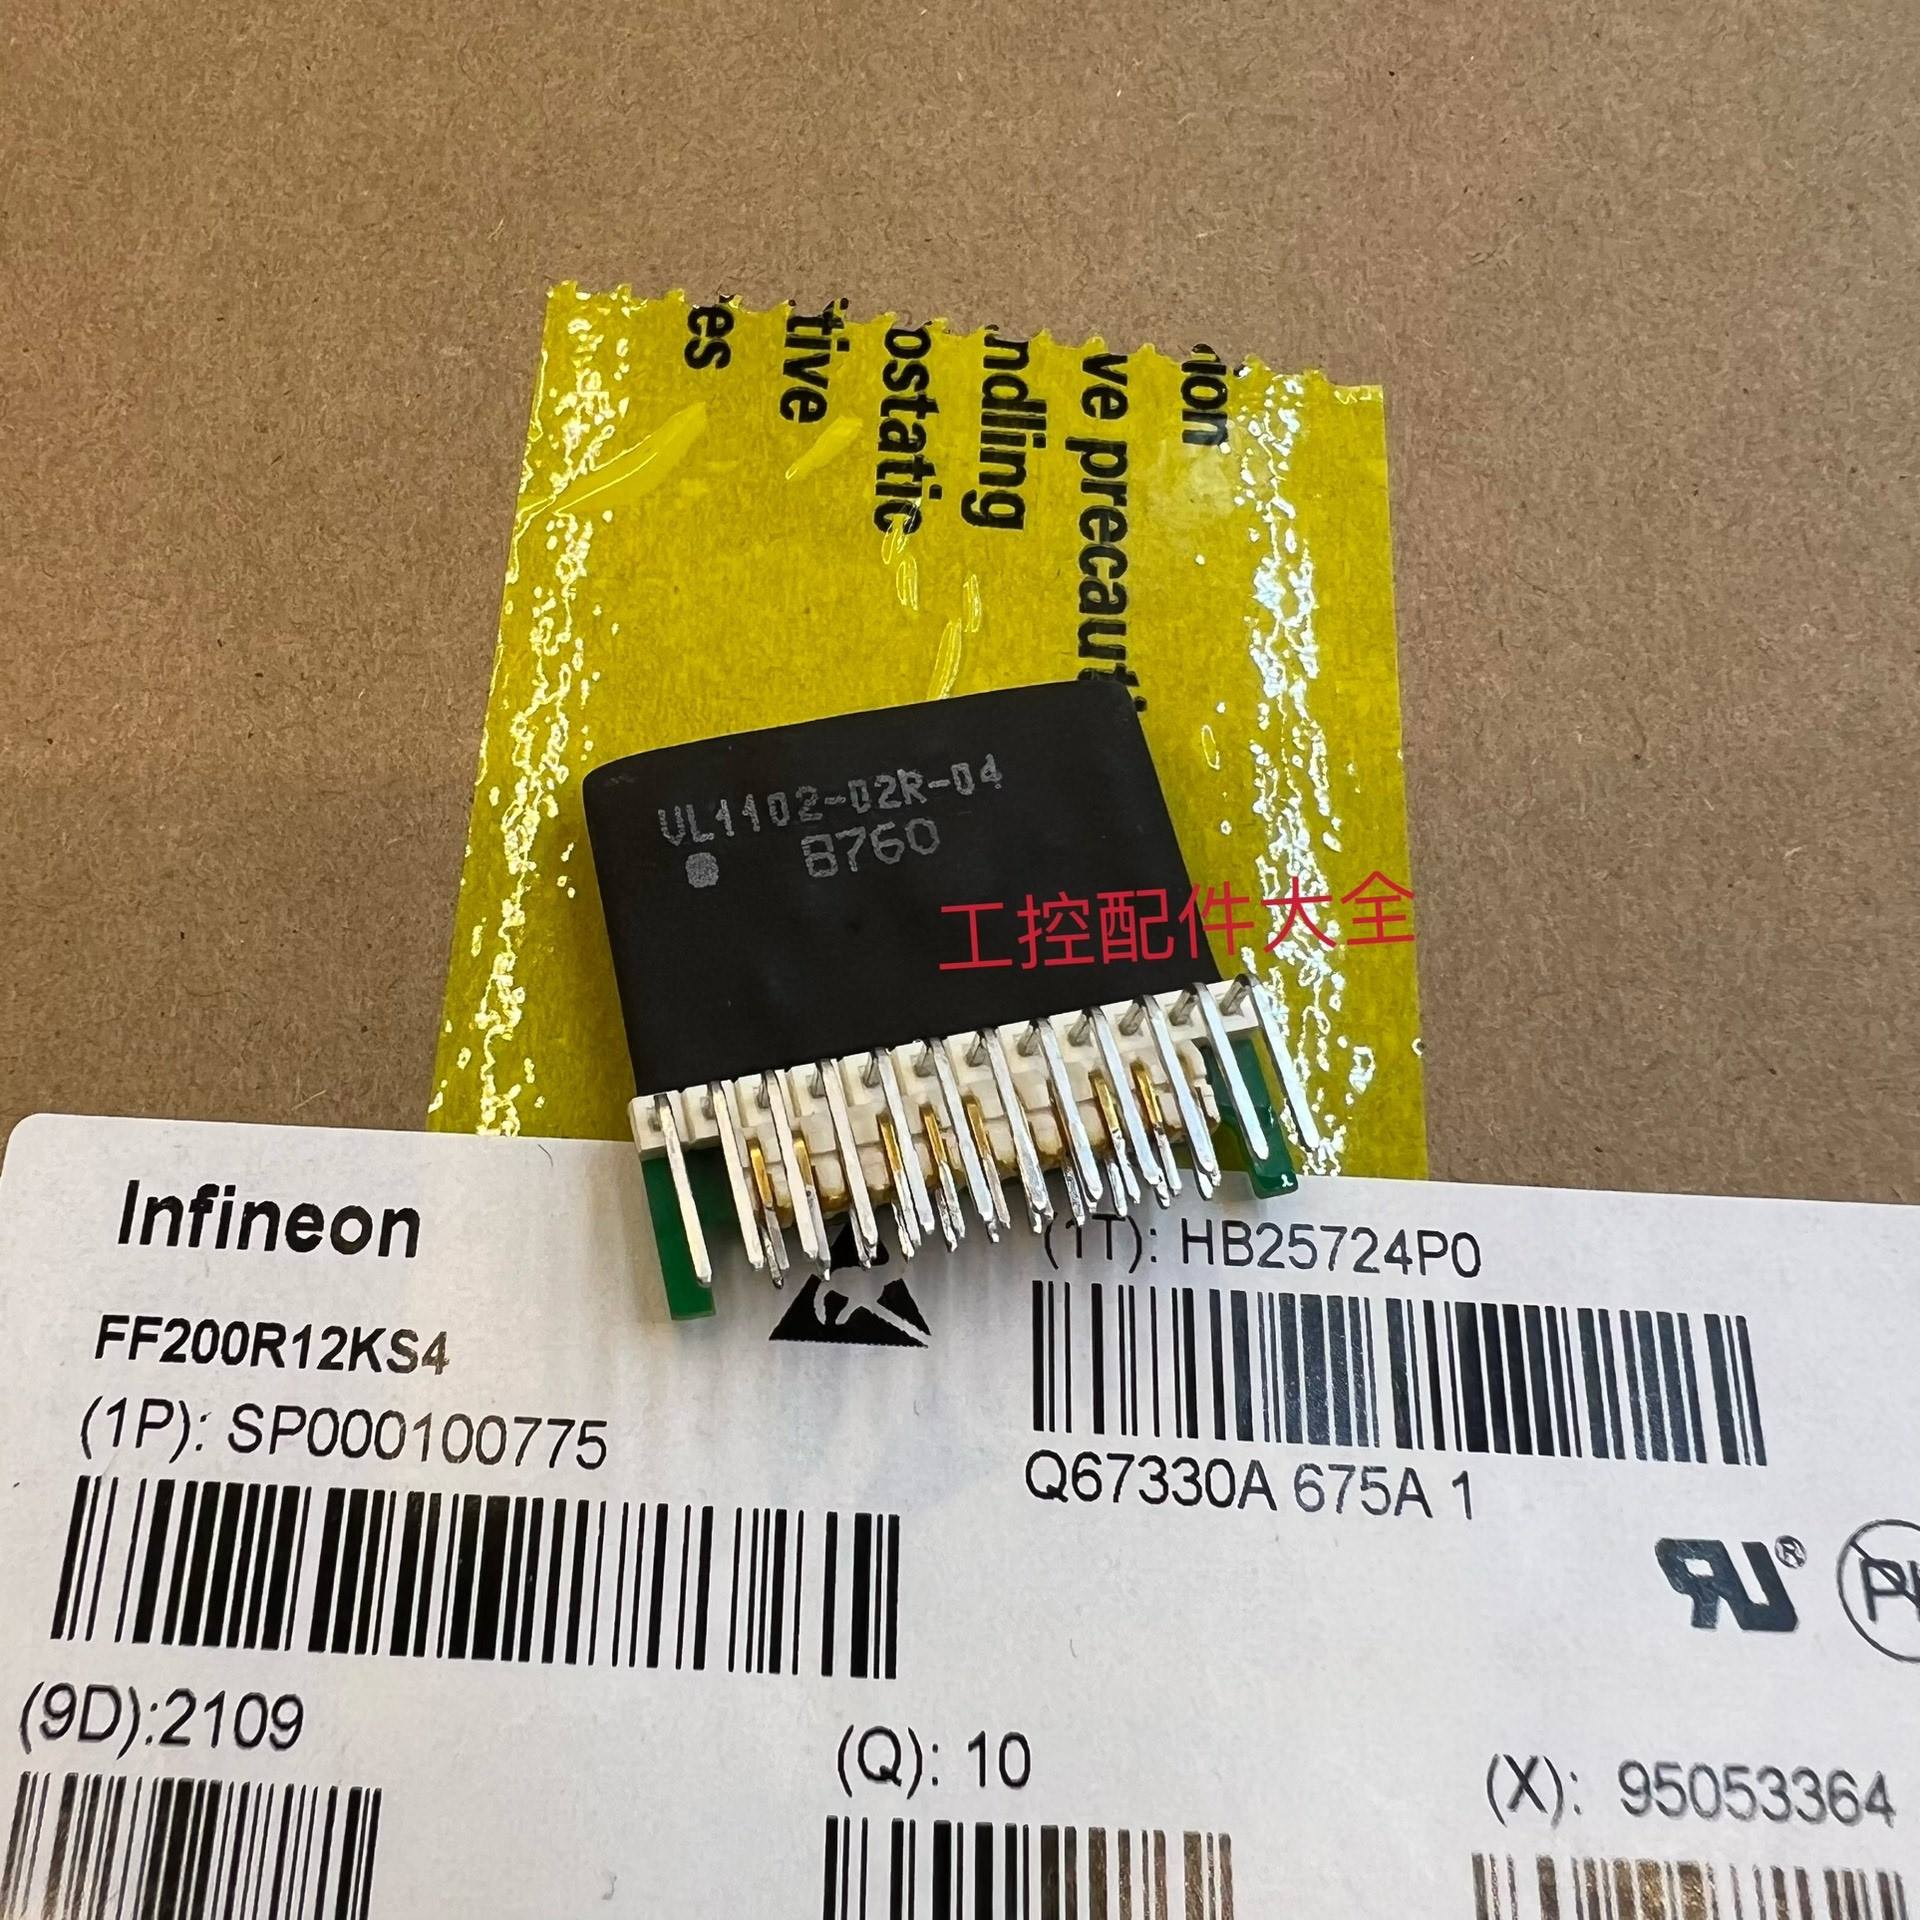 es
tive
ostatic
ndling
ve precauti
ion
VL1102-02R-04
B760
工控配件大全
Infineon
FF200R12KS4
(1P): SP000100775
(9D):2109
(1T): HB25724P0
Q67330A 675A 1
(Q): 10
(X): 95053364